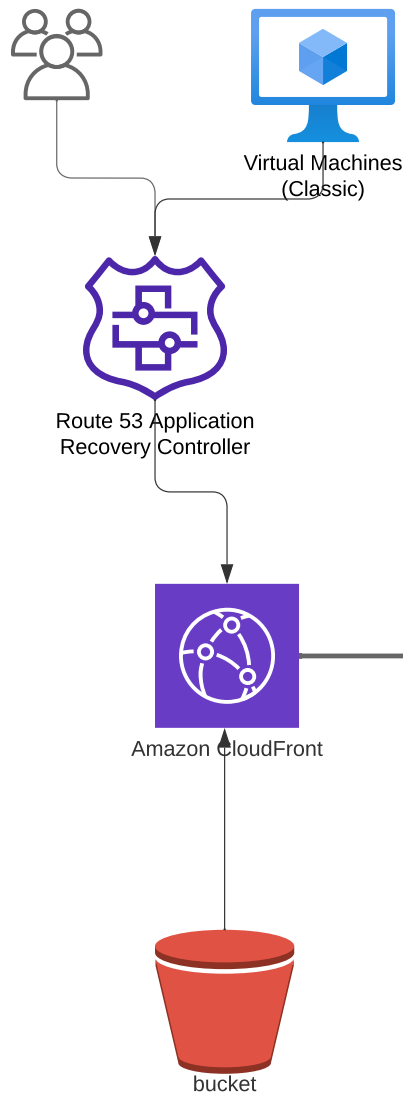 Virtual Machines
(Classic)
Route 53 Application
Recovery Controller
Amazon CloudFront
bucket